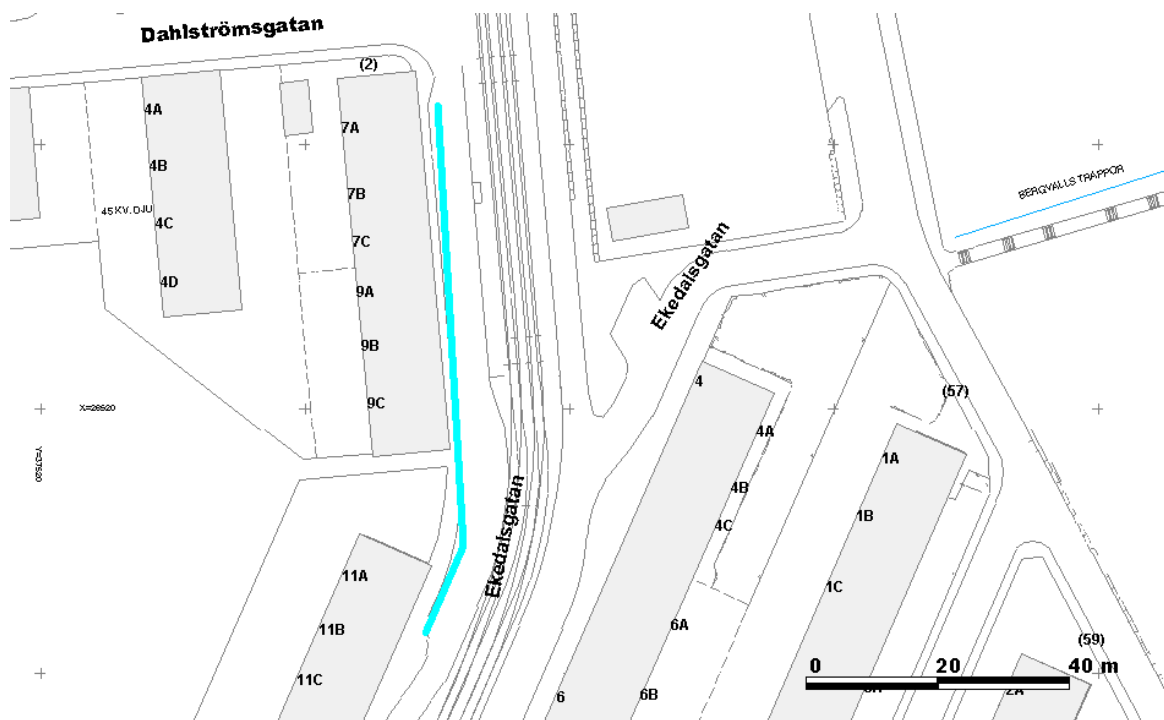 Dahlströmsgatan
(2)
4A
7A
4B
7B
BERGVALLS TRAPPOR
45 KV. DJU
4C
7C
Ekedalsgatan
4D
9A
9B
4
9C
(57)
X=26520
4A
1A
4B
1B
4C
Ekedalsgatan
11A
1C
11B
6A
(59)
11C
0 20 40 m
6
6B
2A